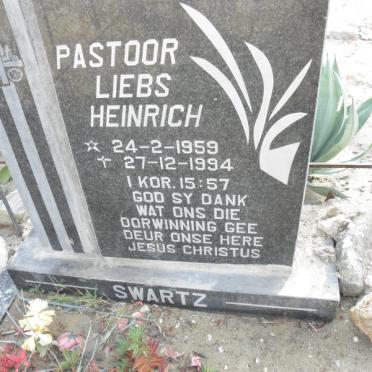 PASTOOR
LIEBS
HEINRICH
☆ 24-2-1959
✝ 27-12-1994
I KOR. 15:57
GOD SY DANK
WAT ONS DIE
OORWINNING GEE
DEUR ONSE HERE
JESUS CHRISTUS
SWARTZ